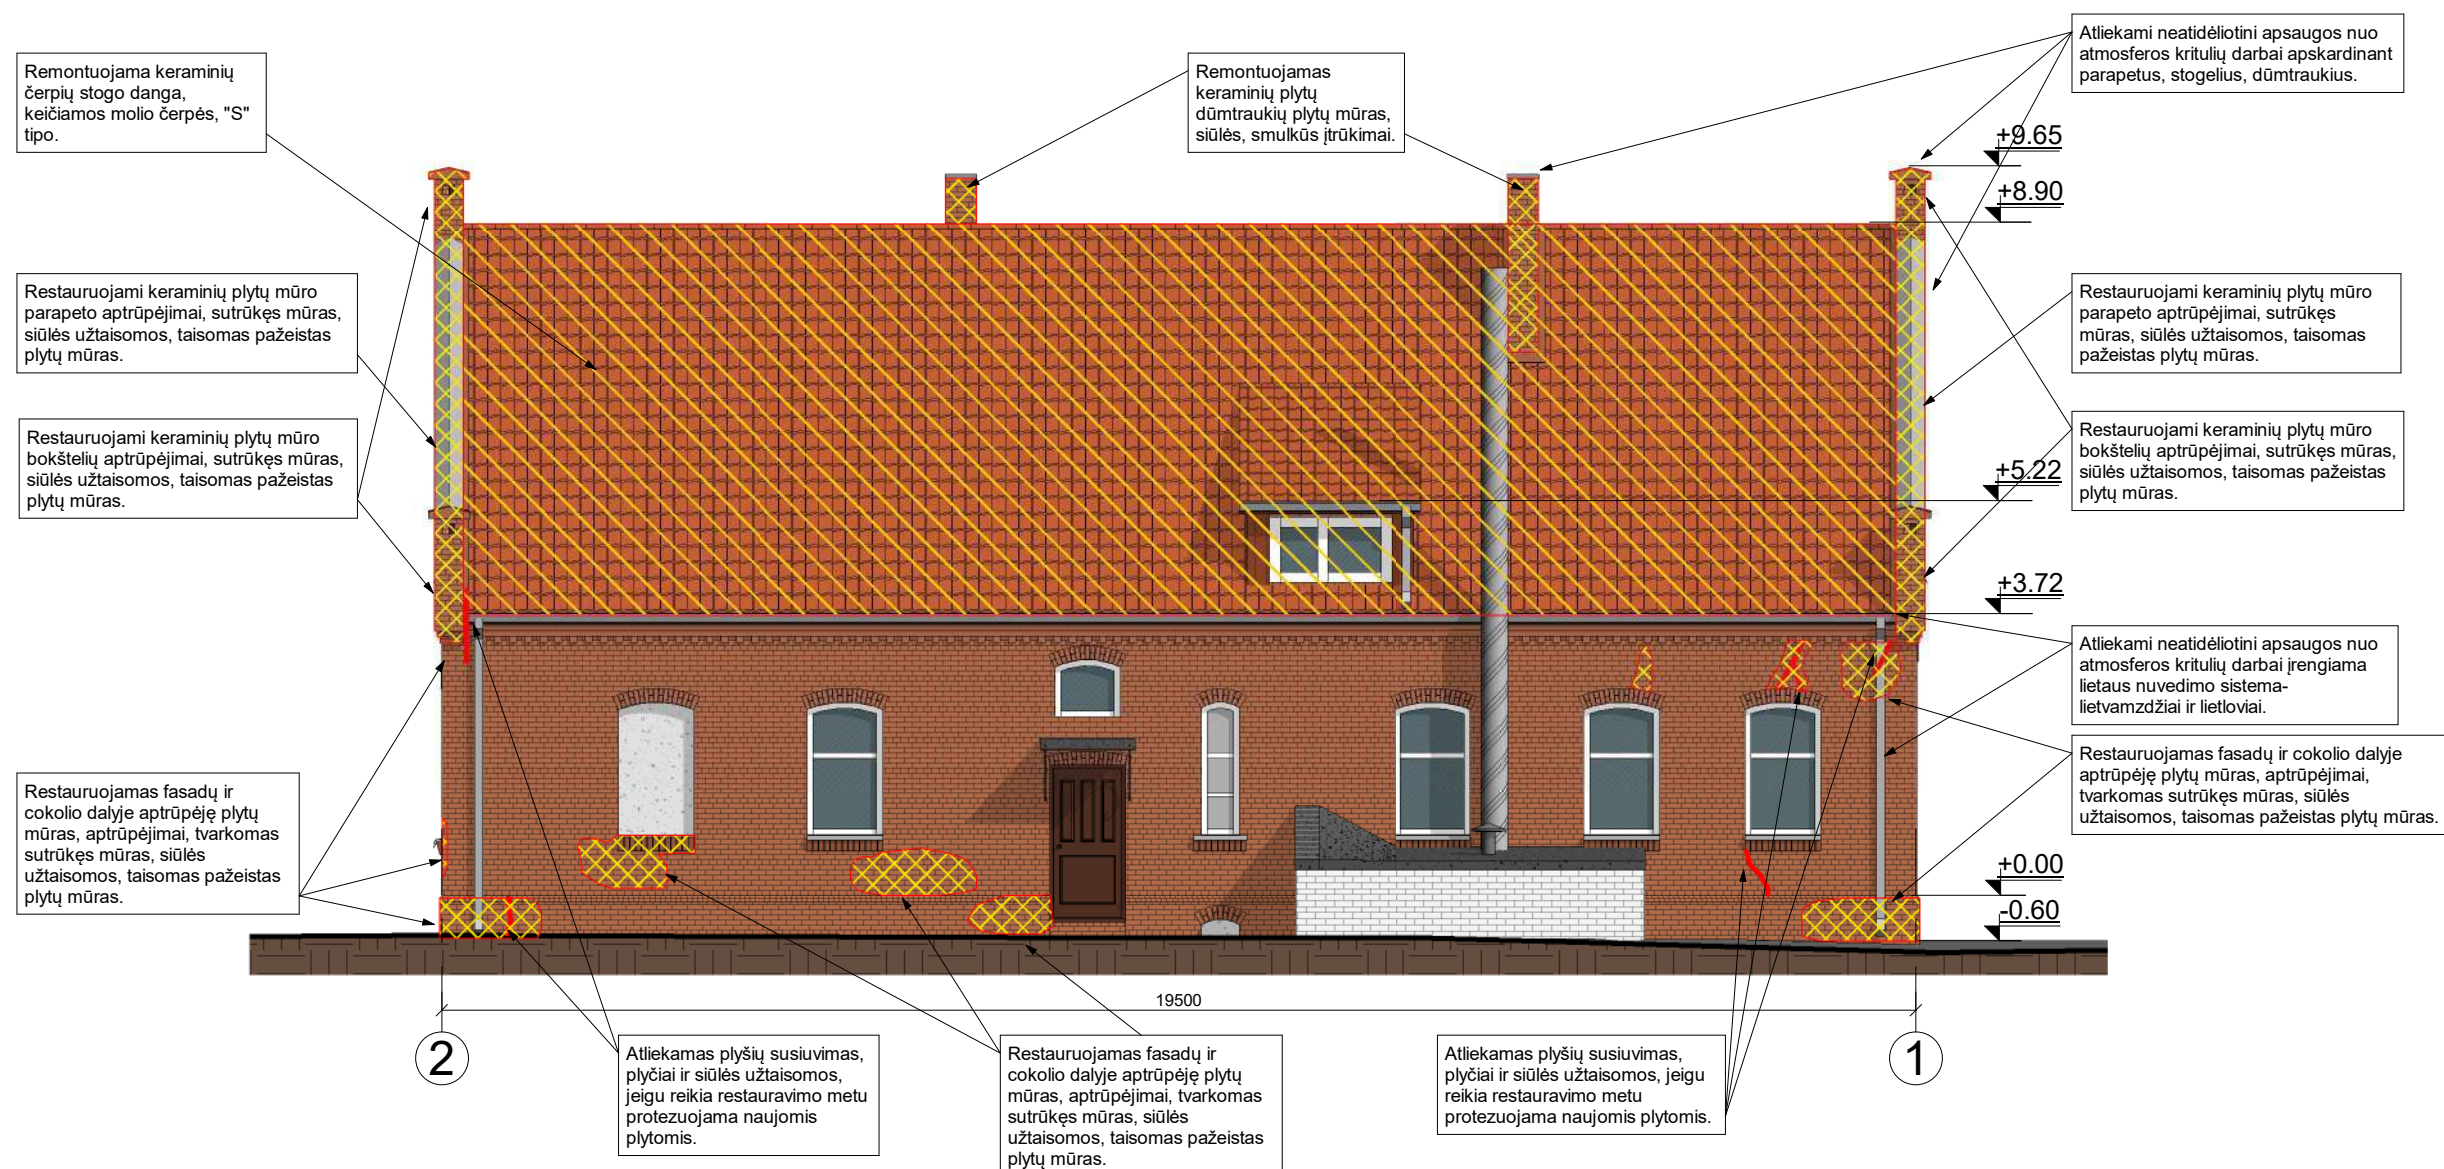 Remontuojama keraminių
čerpių stogo danga,
keičiamos molio čerpės, "S"
tipo.
Remontuojamas
keraminių plytų
dūmtraukių plytų mūras,
siūlės, smulkūs įtrūkimai.
Atliekami neatidėliotini apsaugos nuo
atmosferos kritulių darbai apskardinant
parapetus, stogelius, dūmtraukius.
+9.65
+8.90
Restauruojami keraminių plytų mūro
parapeto aptrūpėjimai, sutrūkęs mūras,
siūlės užtaisomos, taisomas pažeistas
plytų mūras.
Restauruojami keraminių plytų mūro
parapeto aptrūpėjimai, sutrūkęs
mūras, siūlės užtaisomos, taisomas
pažeistas plytų mūras.
Restauruojami keraminių plytų mūro
bokštelių aptrūpėjimai, sutrūkęs mūras,
siūlės užtaisomos, taisomas pažeistas
plytų mūras.
Restauruojami keraminių plytų mūro
bokštelių aptrūpėjimai, sutrūkęs mūras,
siūlės užtaisomos, taisomas pažeistas
plytų mūras.
+5.22
+3.72
Atliekami neatidėliotini apsaugos nuo
atmosferos kritulių darbai įrengiama
lietaus nuvedimo sistema-
lietvamzdžiai ir lietloviai.
Restauruojamas fasadų ir cokolio dalyje
aptrūpėję plytų mūras, aptrūpėjimai,
tvarkomas sutrūkęs mūras, siūlės
užtaisomos, taisomas pažeistas plytų mūras.
Restauruojamas fasadų ir
cokolio dalyje aptrūpėję plytų
mūras, aptrūpėjimai, tvarkomas
sutrūkęs mūras, siūlės
užtaisomos, taisomas pažeistas
plytų mūras.
+0.00
-0.60
19500
2
1
Atliekamas plyšių susiuvimas,
plyčiai ir siūlės užtaisomos,
jeigu reikia restauravimo metu
protezuojama naujomis
plytomis.
Restauruojamas fasadų ir
cokolio dalyje aptrūpėję plytų
mūras, aptrūpėjimai, tvarkomas
sutrūkęs mūras, siūlės
užtaisomos, taisomas pažeistas
plytų mūras.
Atliekamas plyšių susiuvimas,
plyčiai ir siūlės užtaisomos, jeigu
reikia restauravimo metu
protezuojama naujomis plytomis.